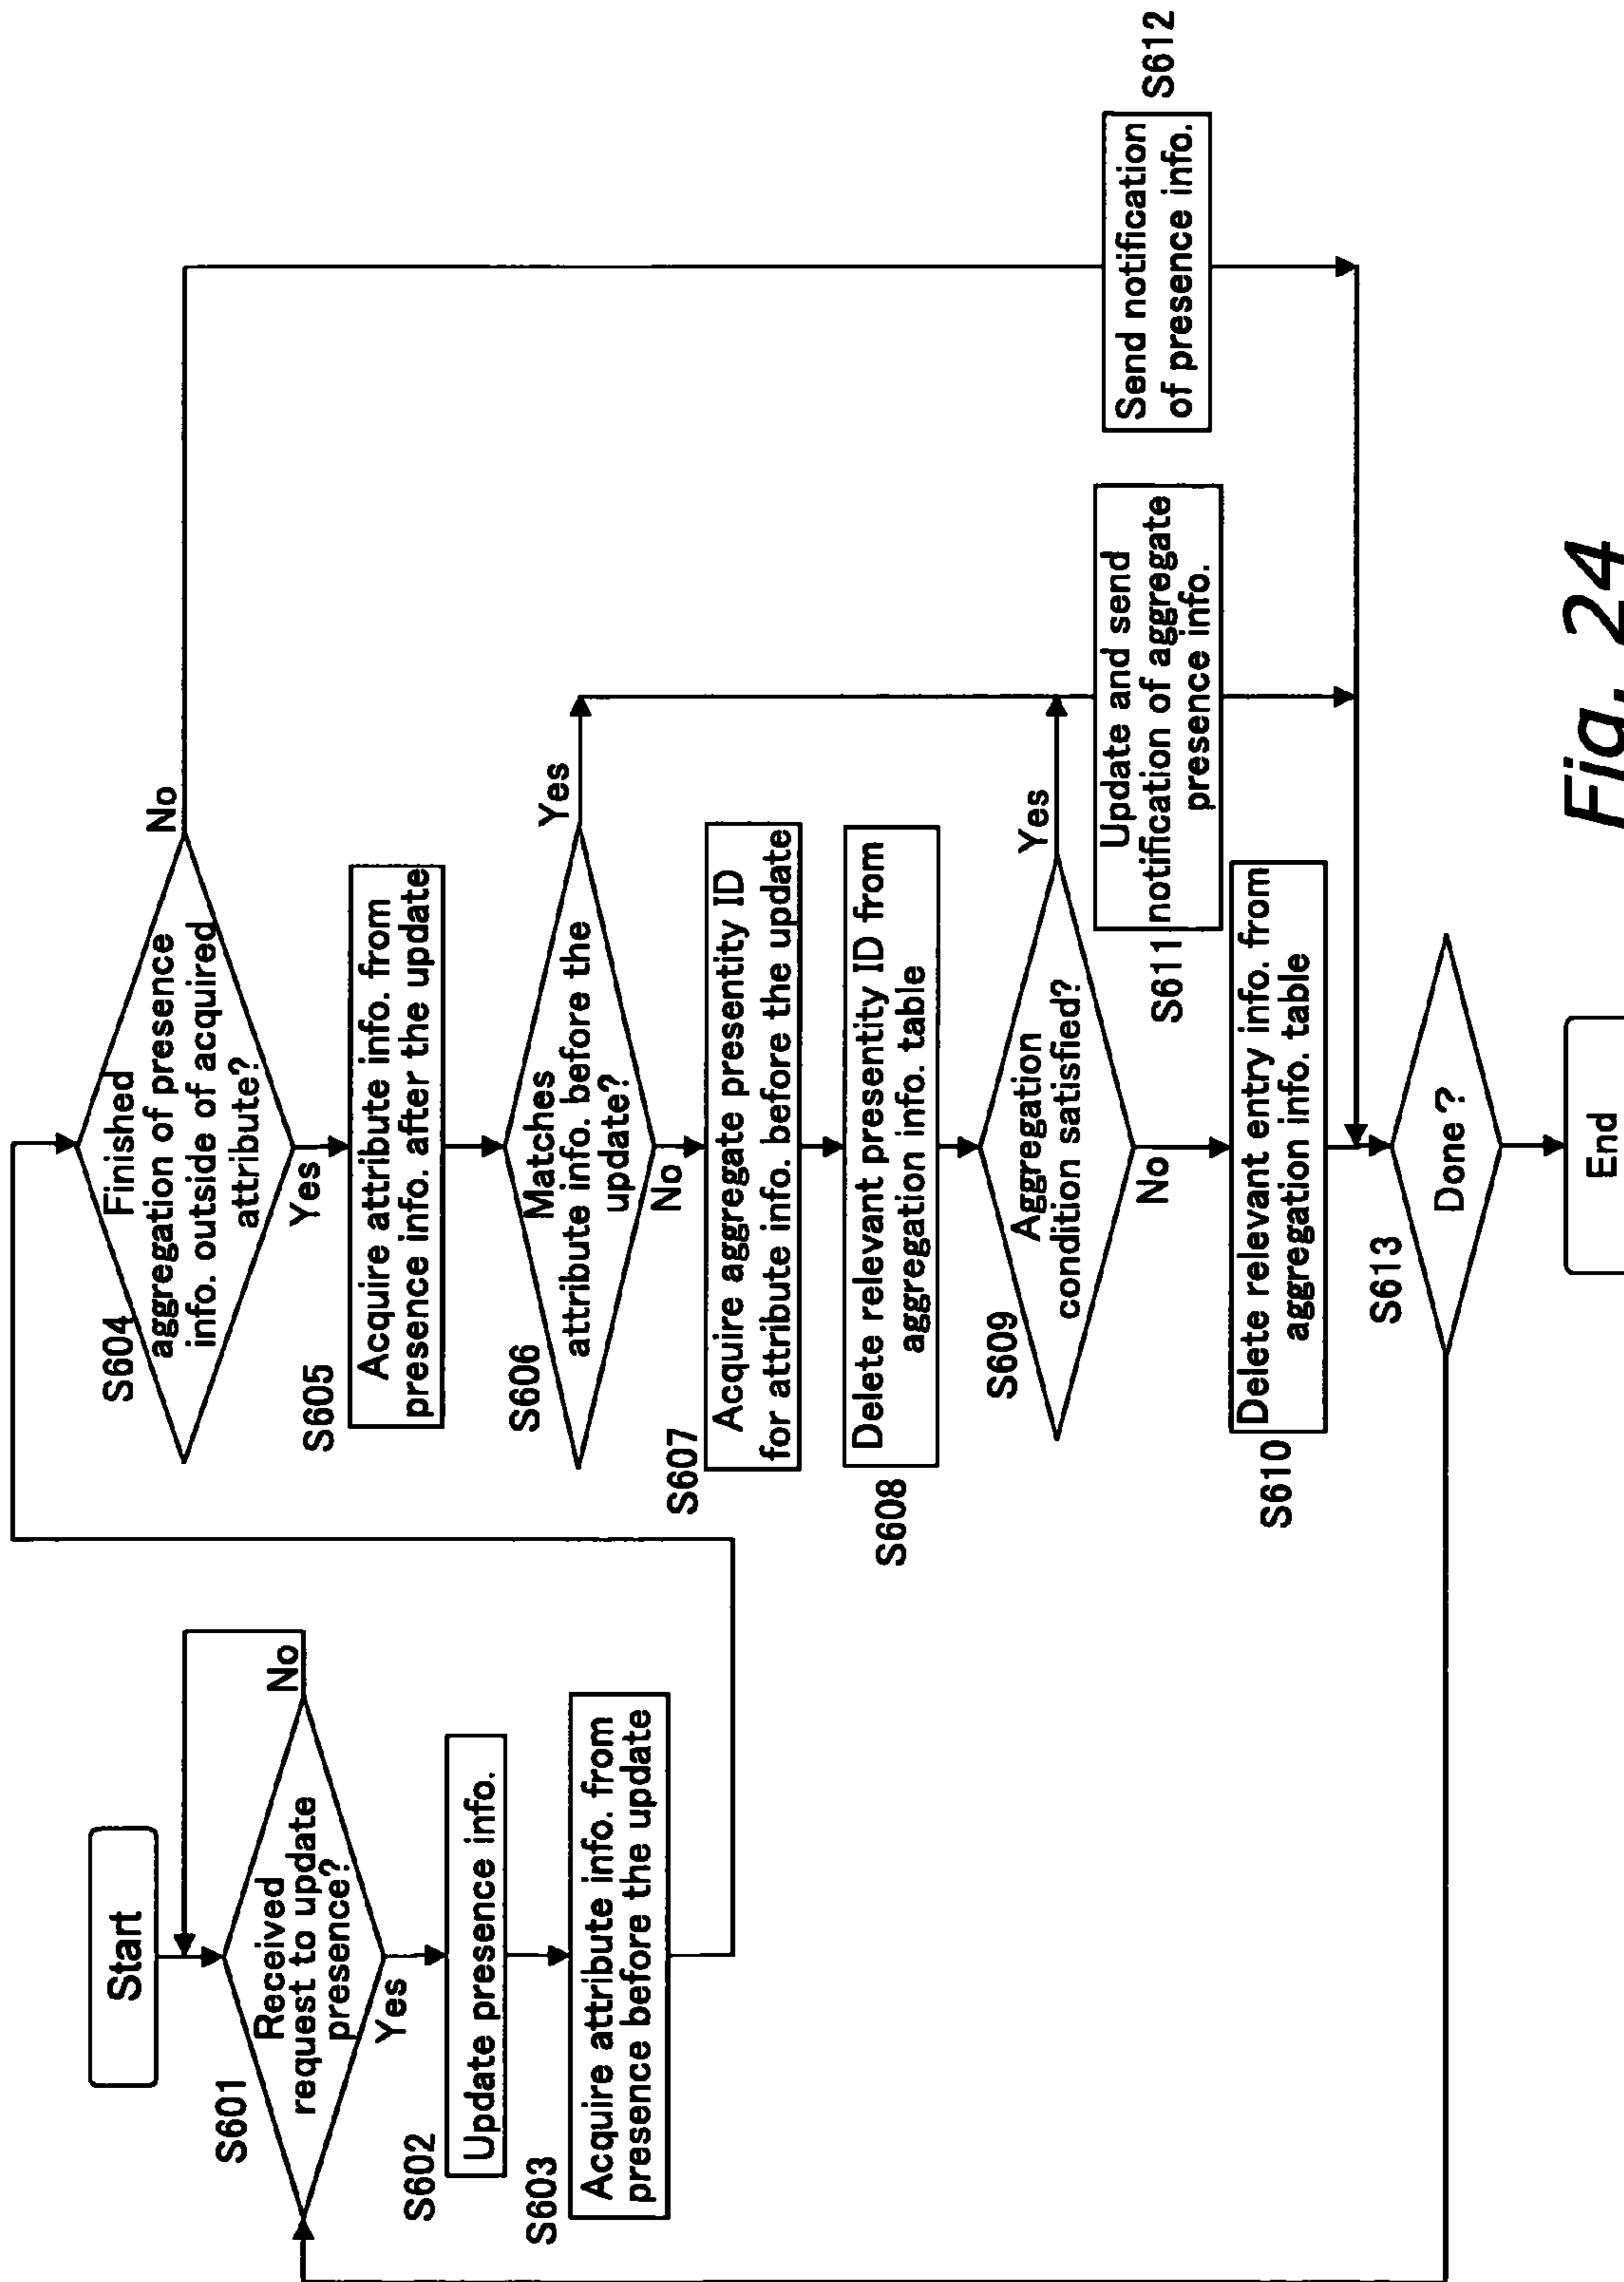 Start
S601
Received
request to update
presence?
No
Yes
S602
Update presence info.
S603
Acquire attribute info. from
presence before the update
S604
Finished
aggregation of presence
info. outside of acquired
attribute?
No
Yes
S605
Acquire attribute info. from
presence info. after the update
S606
Matches
attribute info. before the
update?
Yes
No
S607
Acquire aggregate presentity ID
for attribute info. before the update
S608
Delete relevant presentity ID from
aggregation info. table
S609
Aggregation
condition satisfied?
Yes
No
S610
Delete relevant entry info. from
aggregation info. table
S611
Update and send
notification of aggregate
presence info.
S612
Send notification
of presence info.
S613
Done?
End
Fig. 24